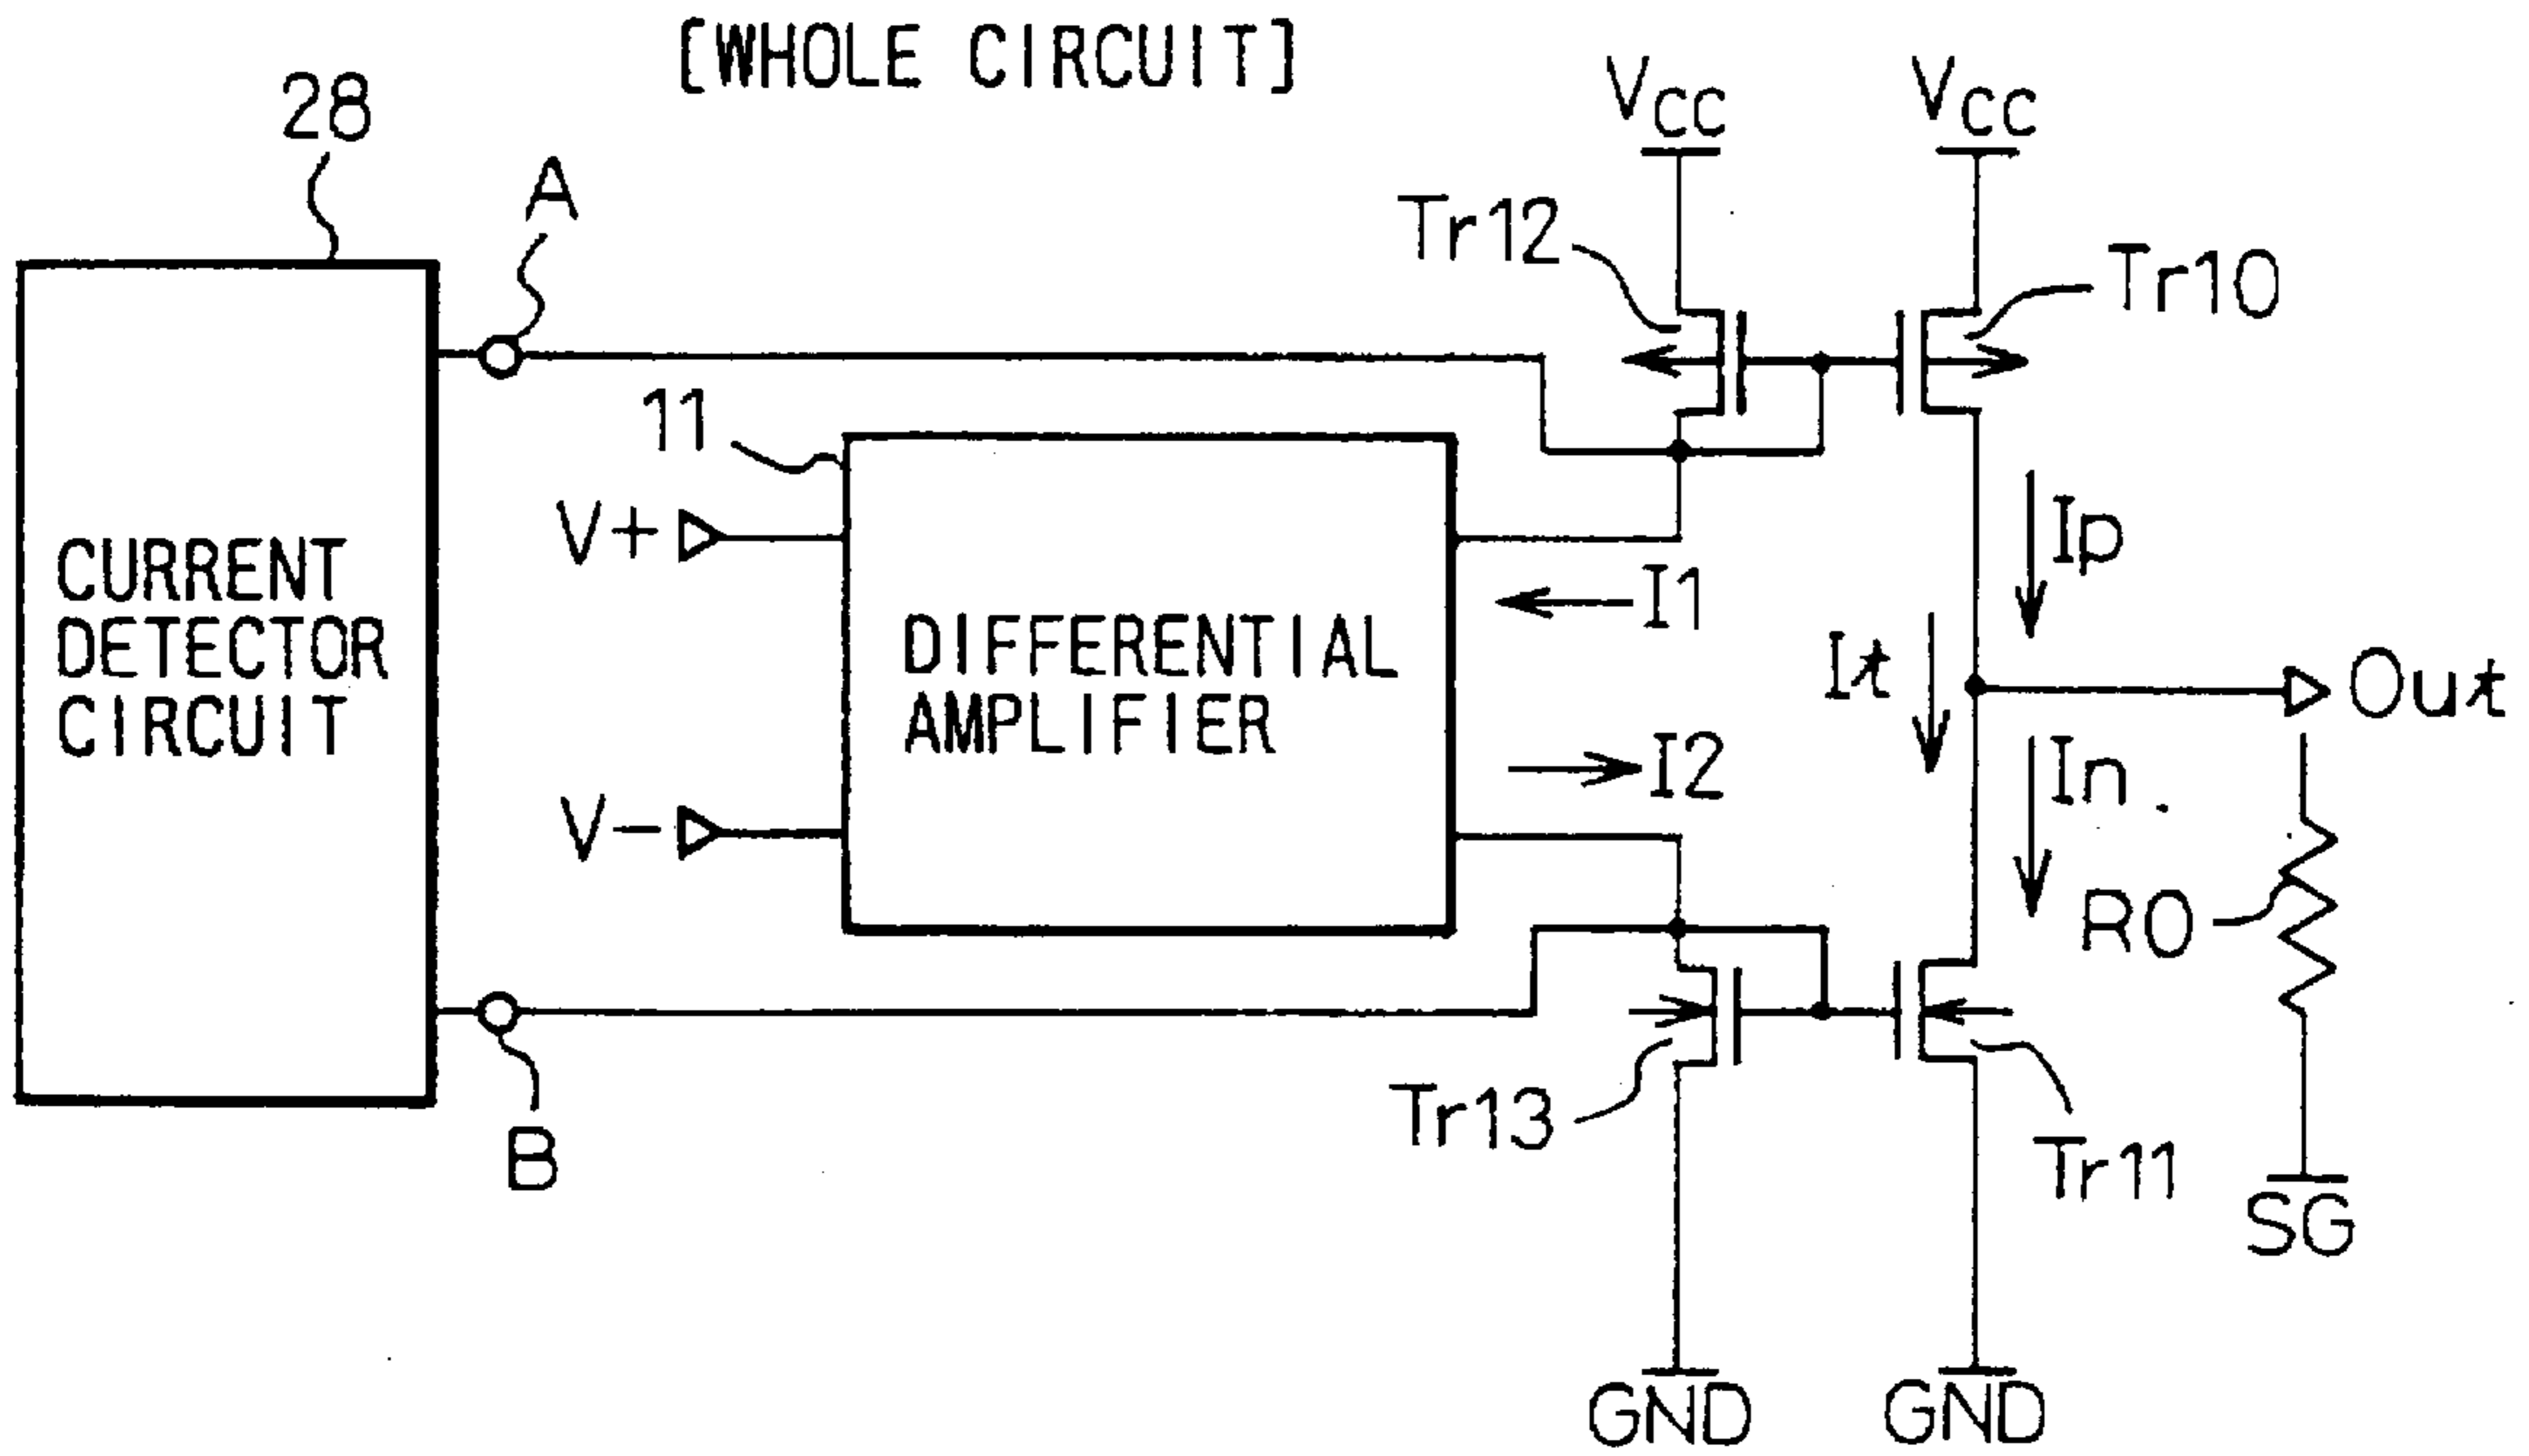 [WHOLE CIRCUIT]
28
A
VCC
VCC
Tr12
Tr10
11
V+
I1
Ip
It
CURRENT
DETECTOR
CIRCUIT
DIFFERENTIAL
AMPLIFIER
Out
I2
In
V-
R0
Tr13
Tr11
B
SG
GND
GND